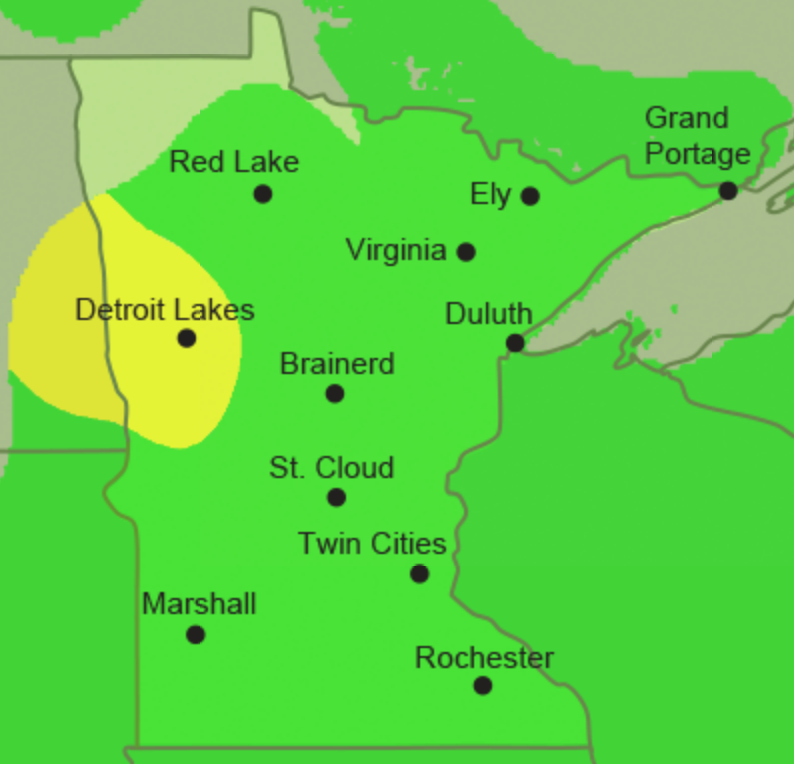 Grand
Portage
Red Lake
Ely
Virginia
Detroit Lakes
Duluth
Brainerd
St. Cloud
Twin Cities
Marshall
Rochester